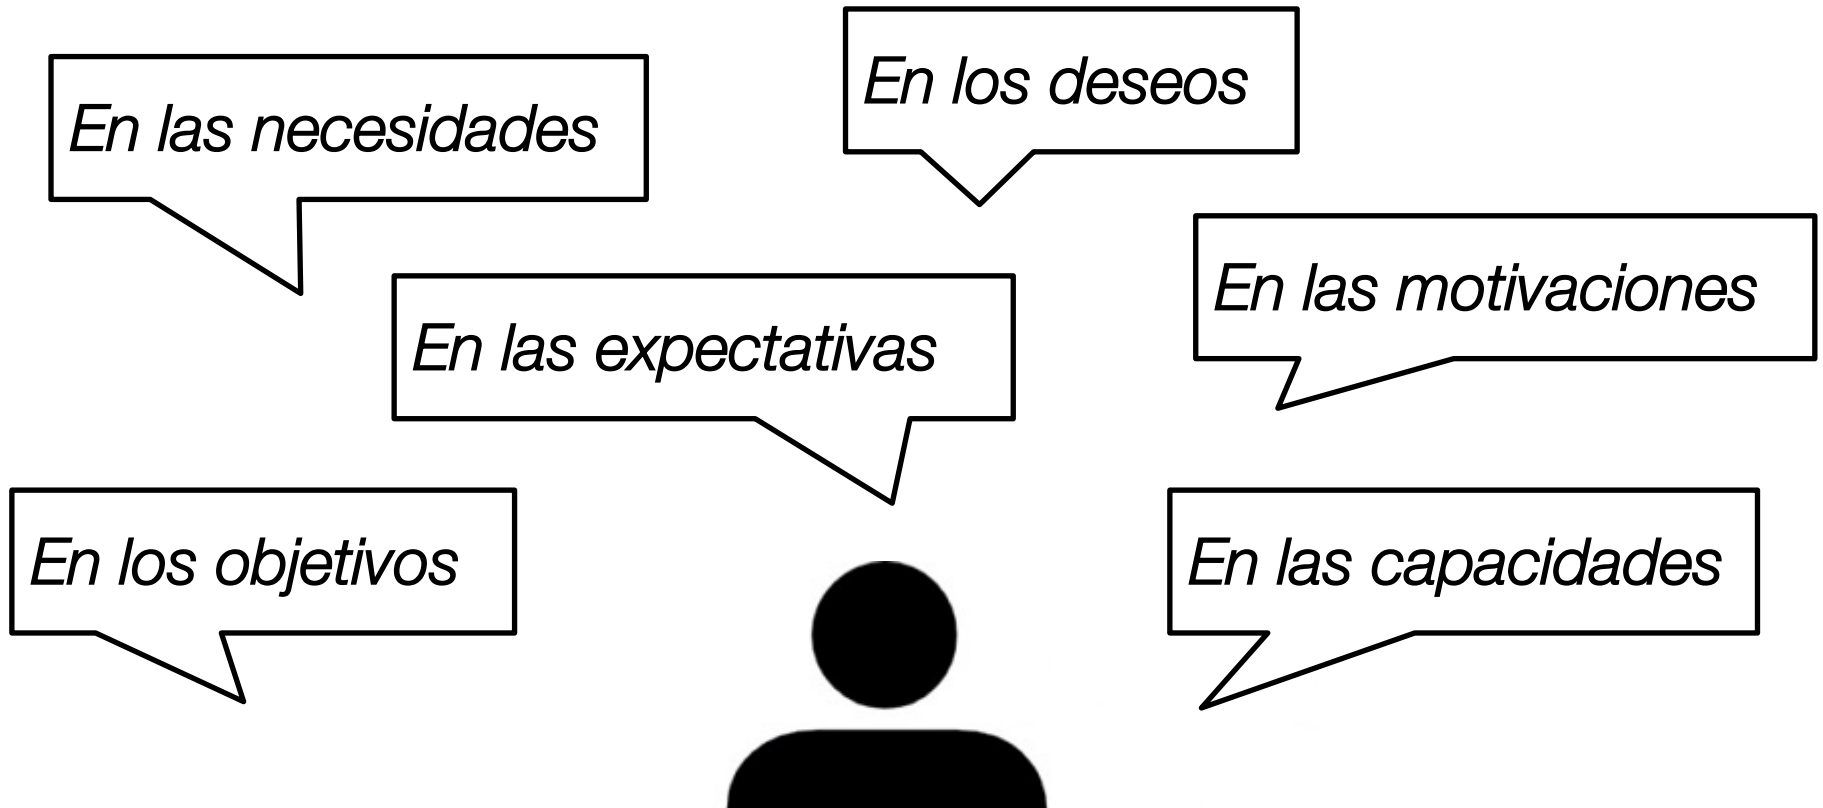 En las necesidades
En los deseos
En las motivaciones
En las expectativas
En los objetivos
En las capacidades